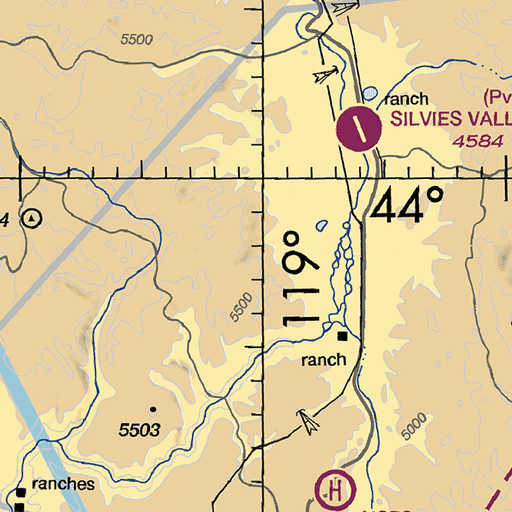 5500
ranch
(Pv
SILVIES VALL
4584
44°
4
119°
5500
ranch
5503
5000
ranches
H